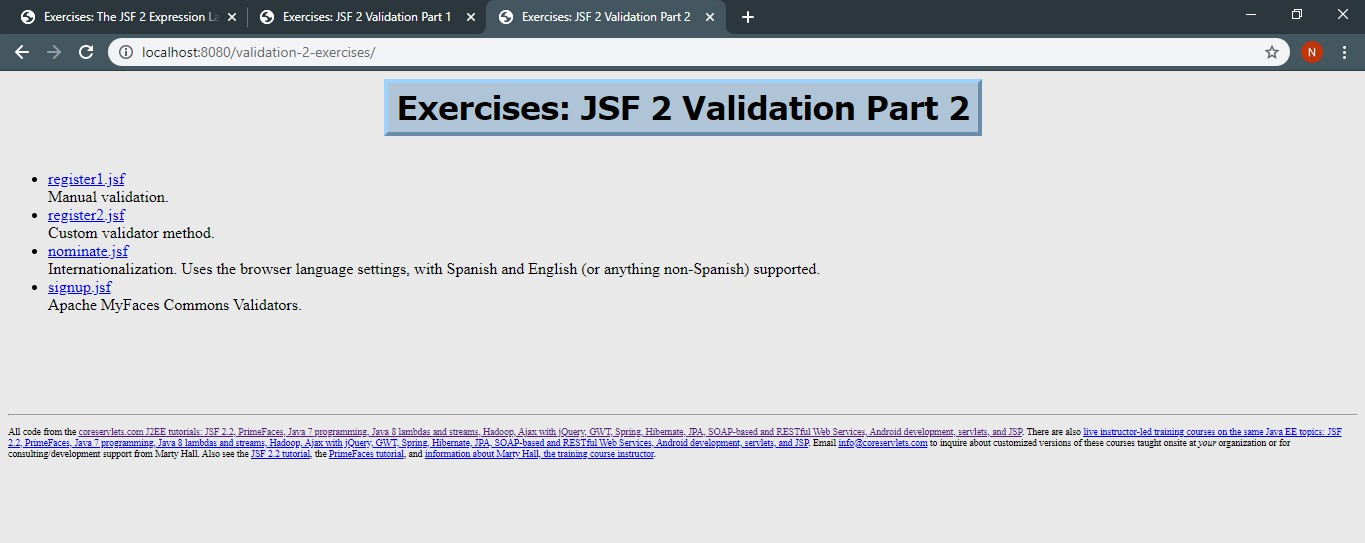 Exercises: The JSF 2 Expression La
Exercises: JSF 2 Validation Part 1
Exercises: JSF 2 Validation Part 2
localhost:8080/validation-2-exercises/
N
Exercises: JSF 2 Validation Part 2
register1.jsf
Manual validation.
register2.jsf
Custom validator method.
nominate.jsf
Internationalization. Uses the browser language settings, with Spanish and English (or anything non-Spanish) supported.
signup.jsf
Apache MyFaces Commons Validators.
All code from the coreservlets.com J2EE tutorials: JSF 2.2, PrimeFaces, Java 7 programming, Java 8 lambdas and streams, Hadoop, Ajax with jQuery, GWT, Spring, Hibernate, JPA, SOAP-based and RESTful Web Services, Android development, servlets, and JSP. There are also live instructor-led training courses on the same Java EE topics: JSF
2.2, PrimeFaces, Java 7 programming, Java 8 lambdas and streams, Hadoop, Ajax with jQuery, GWT, Spring, Hibernate, JPA, SOAP-based and RESTful Web Services, Android development, servlets, and JSP. Email info@coreservlets.com to inquire about customized versions of these courses taught onsite at your organization or for
consulting/development support from Marty Hall. Also see the JSF 2.2 tutorial, the PrimeFaces tutorial, and information about Marty Hall, the training course instructor.